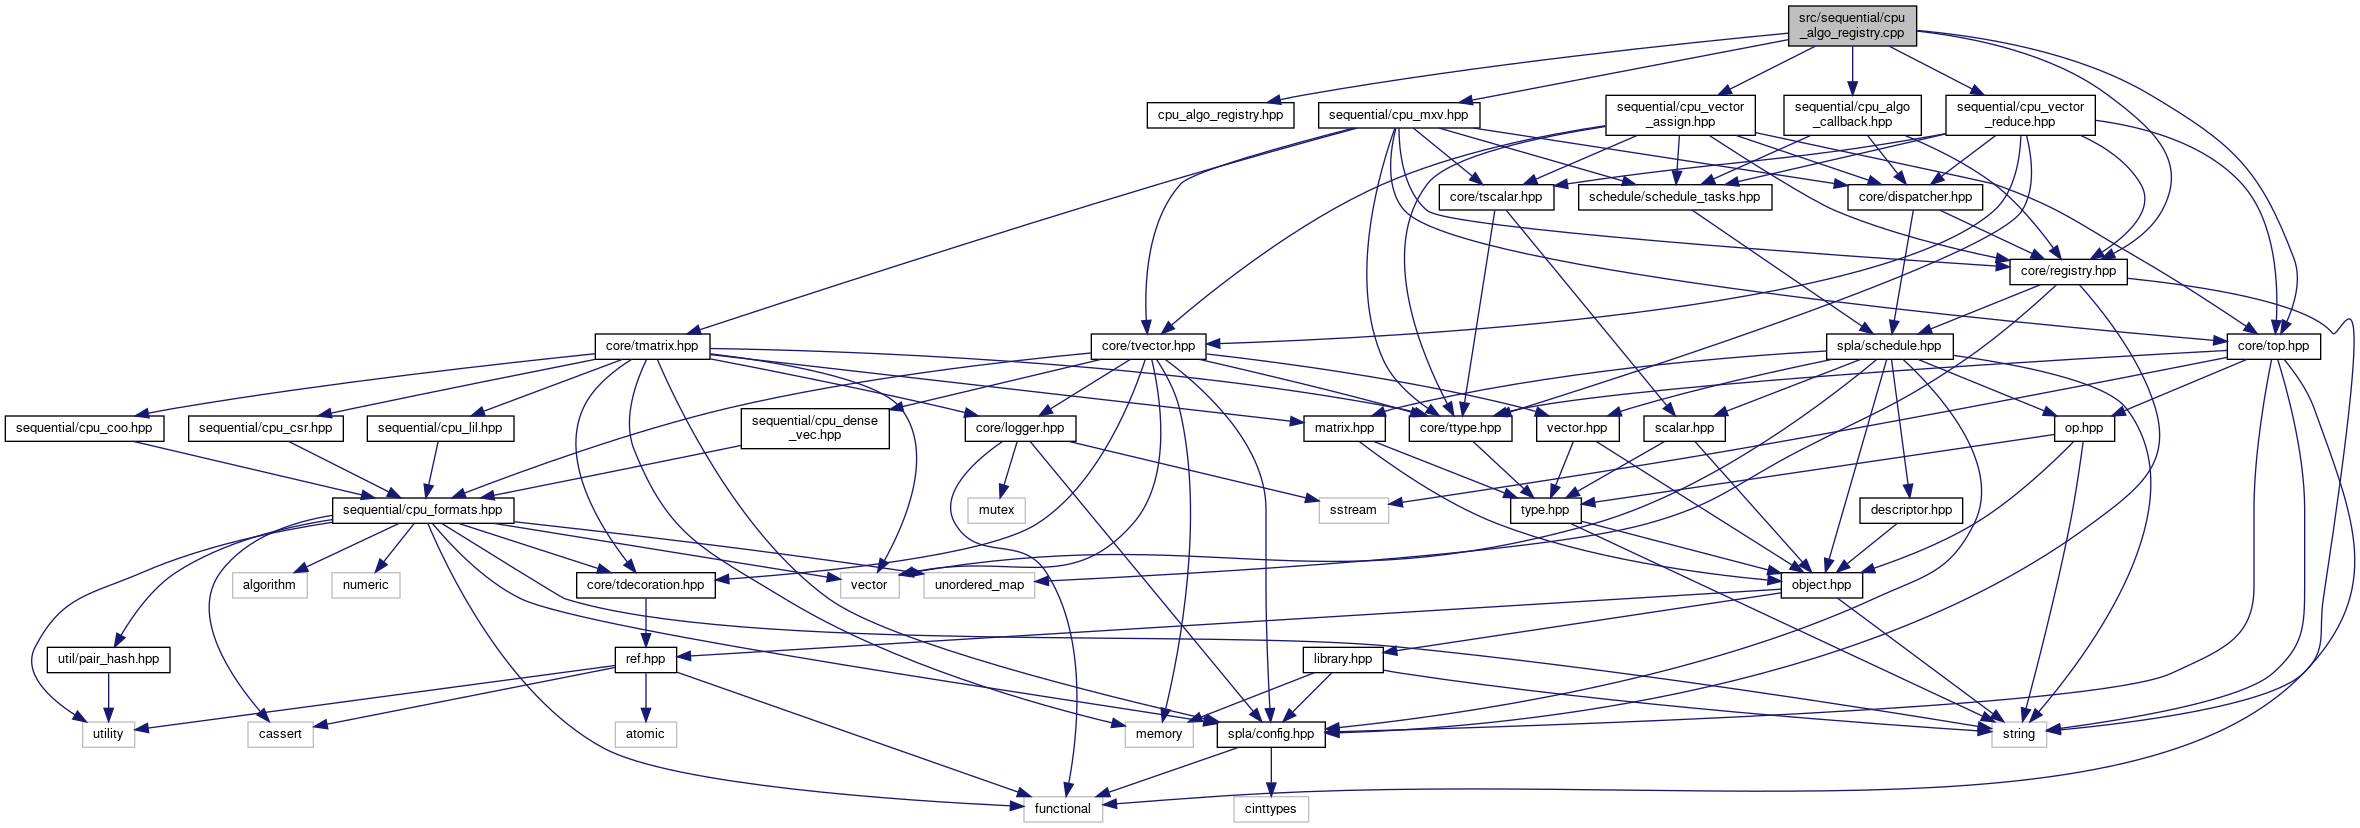 src/sequential/cpu
_algo_registry.cpp
cpu_algo_registry.hpp
sequential/cpu_mxv.hpp
sequential/cpu_vector
_assign.hpp
sequential/cpu_algo
_callback.hpp
sequential/cpu_vector
_reduce.hpp
core/tscalar.hpp
schedule/schedule_tasks.hpp
core/dispatcher.hpp
core/registry.hpp
core/tmatrix.hpp
core/tvector.hpp
spla/schedule.hpp
core/top.hpp
sequential/cpu_coo.hpp
sequential/cpu_csr.hpp
sequential/cpu_lil.hpp
sequential/cpu_dense
_vec.hpp
core/logger.hpp
matrix.hpp
core/ttype.hpp
vector.hpp
scalar.hpp
op.hpp
sequential/cpu_formats.hpp
mutex
sstream
type.hpp
descriptor.hpp
algorithm
numeric
core/tdecoration.hpp
vector
unordered_map
object.hpp
util/pair_hash.hpp
ref.hpp
library.hpp
utility
cassert
atomic
memory
spla/config.hpp
string
functional
cinttypes